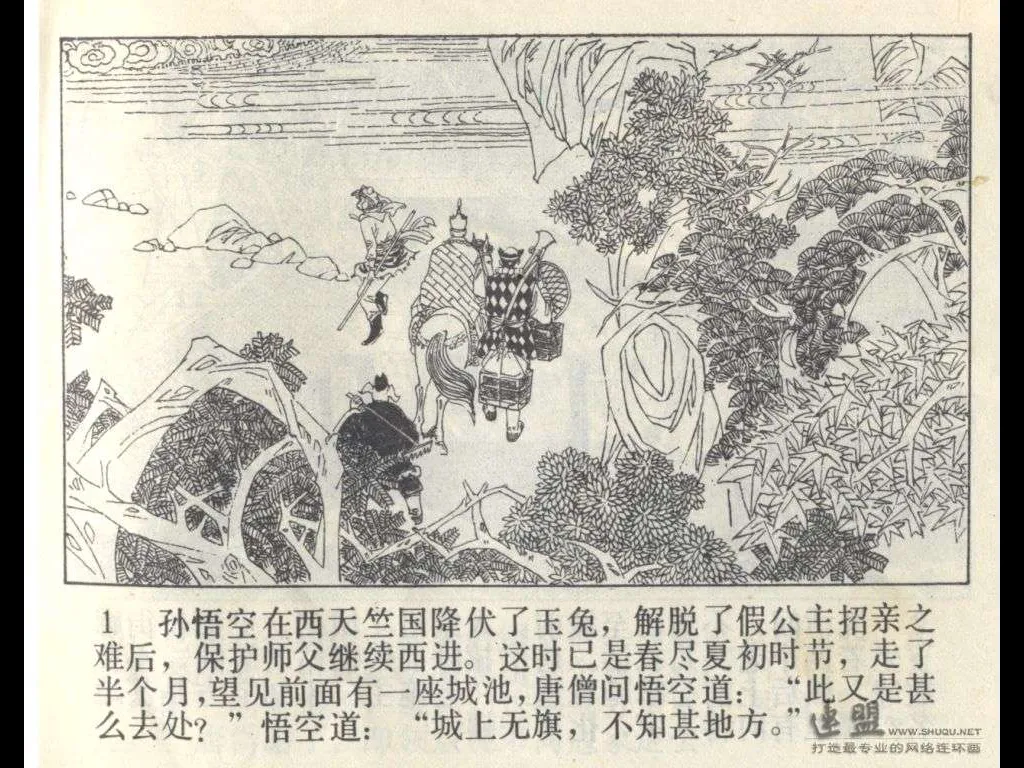 1 孙悟空在西天竺国降伏了玉兔，解脱了假公主招亲之
难后，保护师父继续西进。这时已是春尽夏初时节，走了
半个月，望见前面有一座城池，唐僧问悟空道：“此又是甚
么去处？”悟空道：“城上无旗，不知甚地方。”
迷盟 WWW.SHUQU.NET
打造最专业的网络连环画